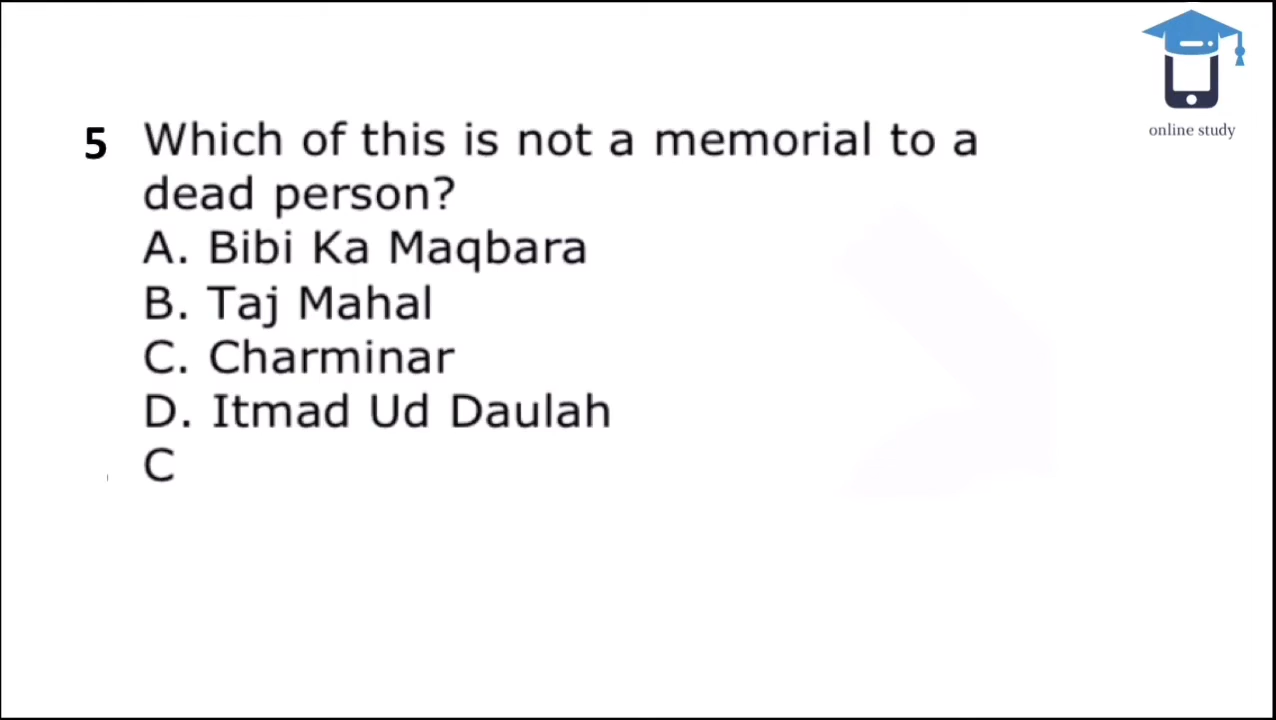 online study
5 Which of this is not a memorial to a
dead person?
A. Bibi Ka Maqbara
B. Taj Mahal
C. Charminar
D. Itmad Ud Daulah
C